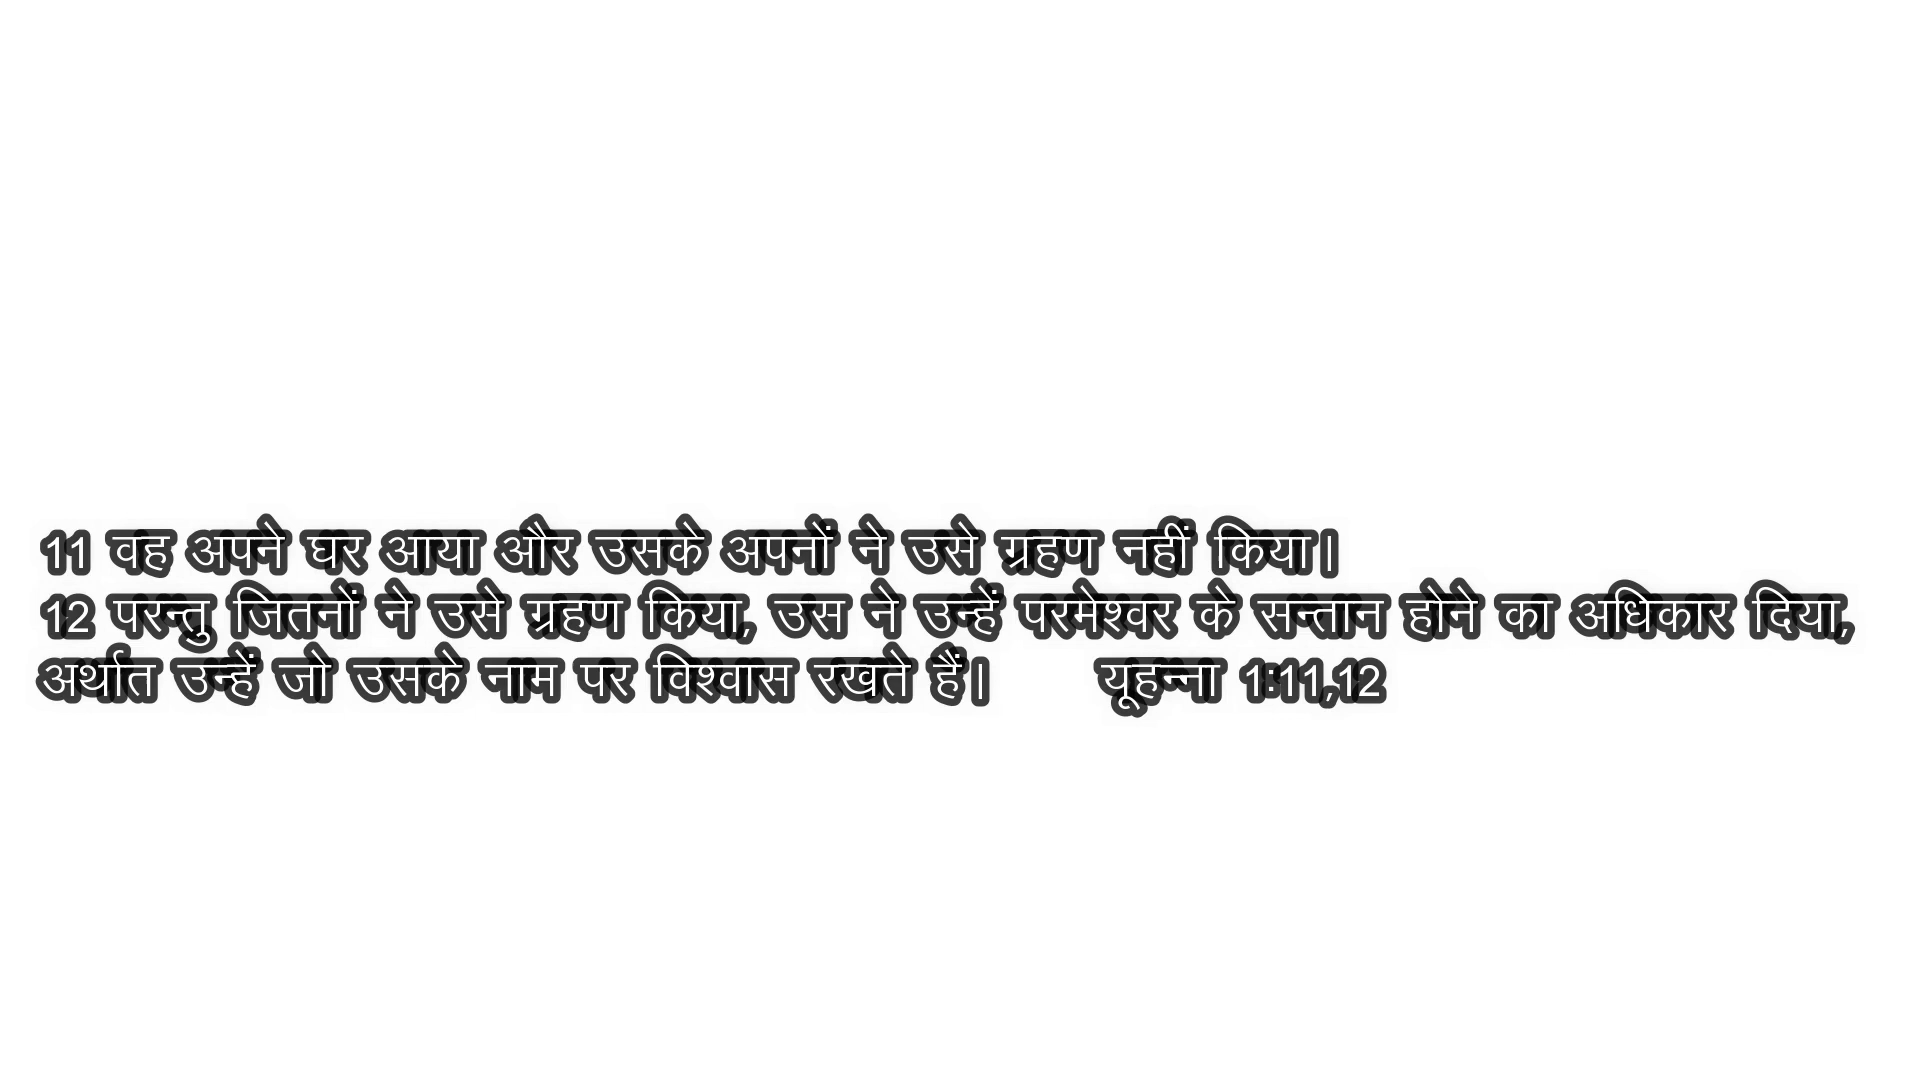 11 वह अपने घर आया और उसके अपनों ने उसे ग्रहण नहीं किया।
12 परन्तु जितनों ने उसे ग्रहण किया, उस ने उन्हें परमेश्वर के सन्तान होने का अधिकार दिया,
अर्थात उन्हें जो उसके नाम पर विश्वास रखते हैं। यूहन्ना 1:11,12